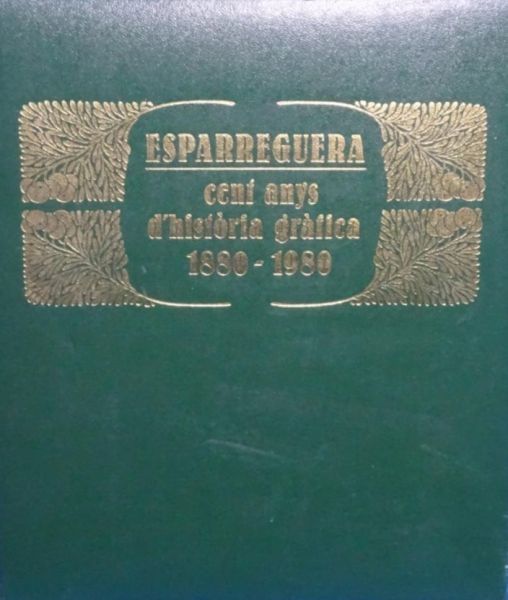 ESPARREGUERA
cent anys
d'història gràfica
1880-1980